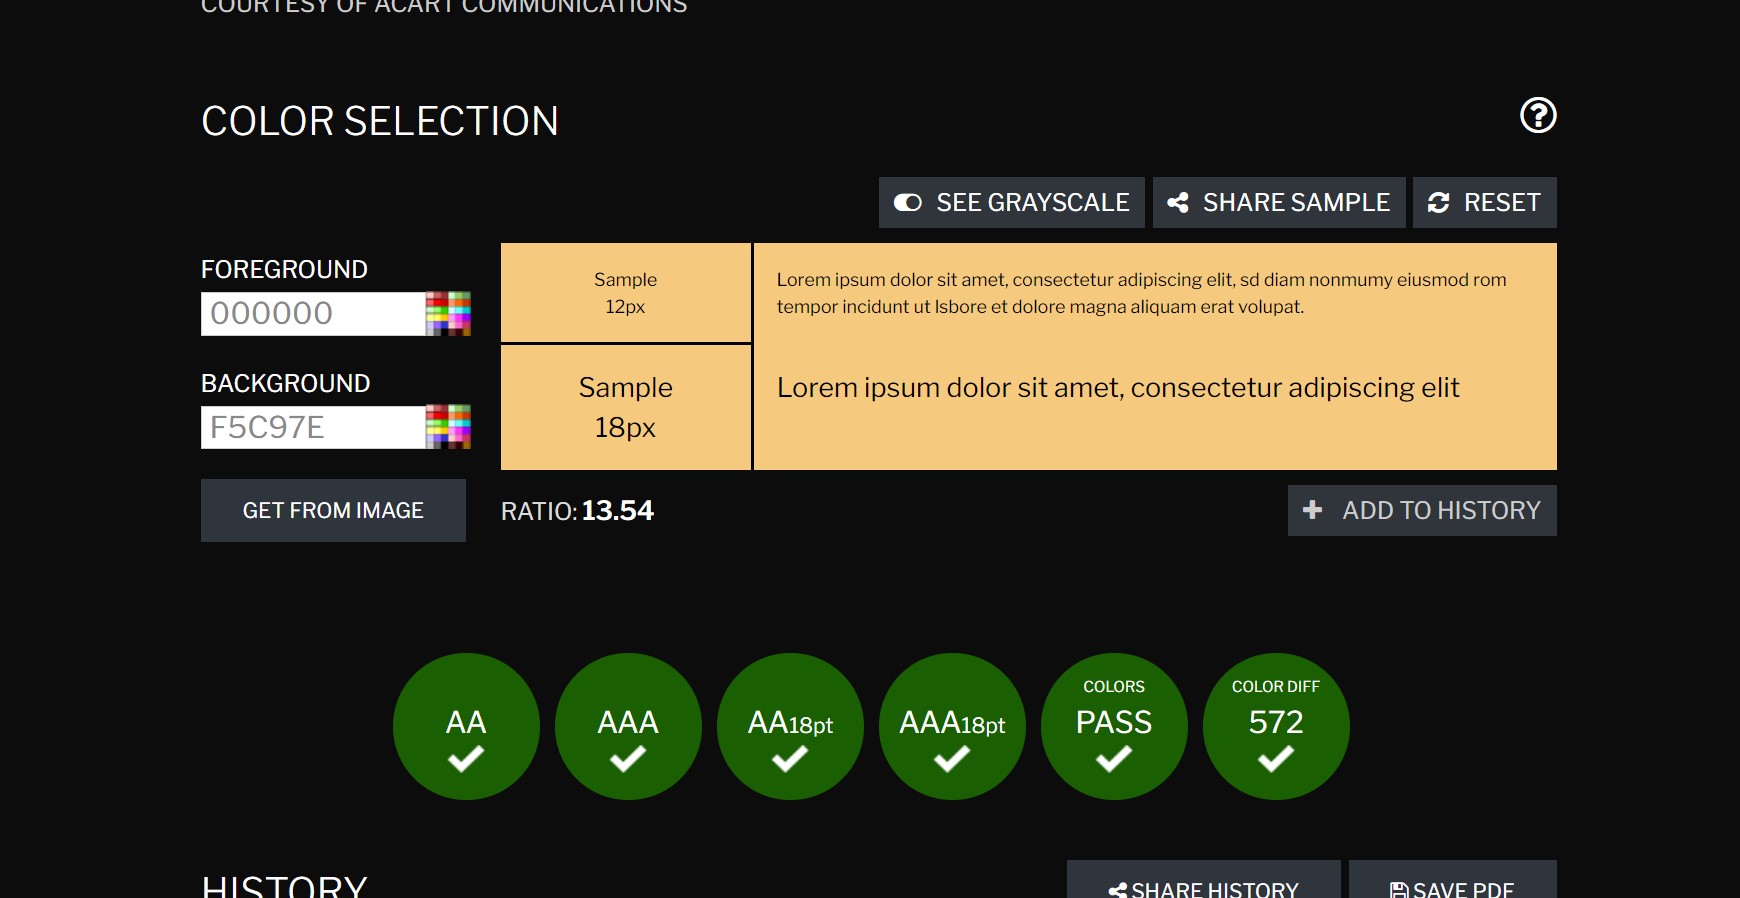 COURTESY OF ACART COMMUNICATIONS
COLOR SELECTION
SEE GRAYSCALE
SHARE SAMPLE
RESET
FOREGROUND
000000
BACKGROUND
F5C97E
GET FROM IMAGE
Sample
12px
Lorem ipsum dolor sit amet, consectetur adipiscing elit, sd diam nonmumy eiusmod rom
tempor incidunt ut lsbore et dolore magna aliquam erat volupat.
Sample
18px
Lorem ipsum dolor sit amet, consectetur adipiscing elit
RATIO: 13.54
ADD TO HISTORY
AA
AAA
AA18pt
AAA18pt
COLORS
PASS
COLOR DIFF
572
HISTORY
SHARE HISTORY
SAVE PDF